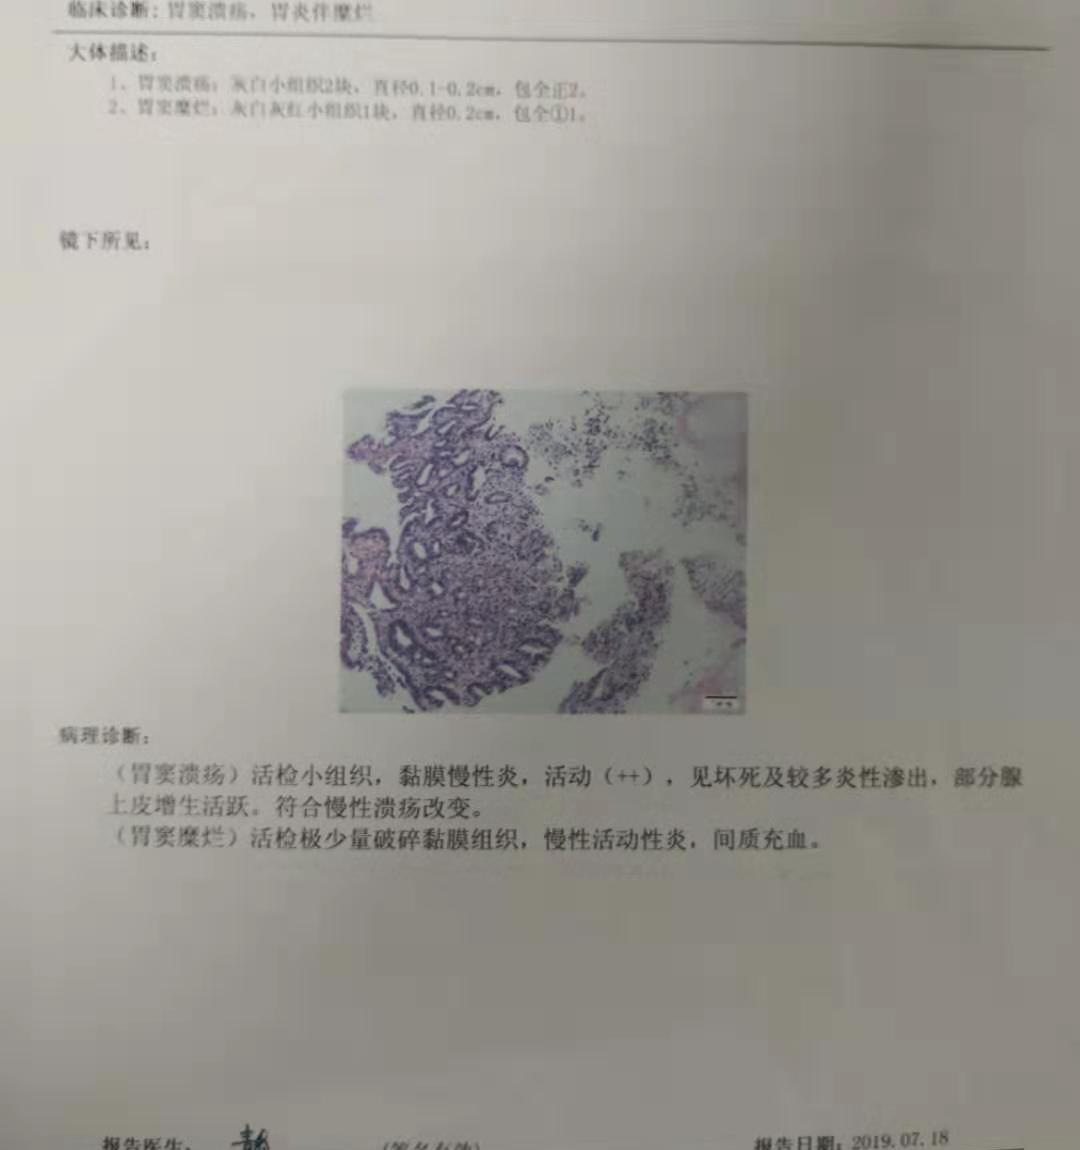 临床诊断：胃窦溃疡，胃炎伴糜烂
大体描述：
1、胃窦溃疡：灰白小组织2块，直径0.1-0.2cm，包全正2。
2、胃窦糜烂：灰白灰红小组织1块，直径0.2cm，包全①1。
镜下所见：
病理诊断：
（胃窦溃疡）活检小组织，黏膜慢性炎，活动（++），见坏死及较多炎性渗出，部分腺
上皮增生活跃。符合慢性溃疡改变。
（胃窦糜烂）活检极少量破碎黏膜组织，慢性活动性炎，间质充血。
报告医生：
（签名有效）
报告日期：2019.07.18